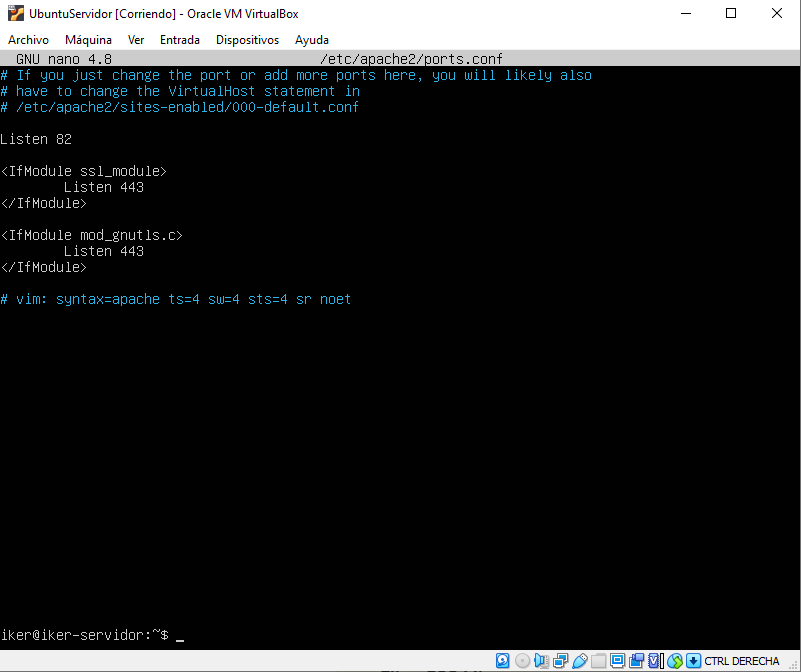 UbuntuServidor [Corriendo] - Oracle VM VirtualBox
Archivo Máquina Ver Entrada Dispositivos Ayuda
GNU nano 4.8 /etc/apache2/ports.conf
# If you just change the port or add more ports here, you will likely also
# have to change the VirtualHost statement in
# /etc/apache2/sites-enabled/000-default.conf
Listen 82
<IfModule ssl_module>
Listen 443
</IfModule>
<IfModule mod_gnutls.c>
Listen 443
</IfModule>
# vim: syntax=apache ts=4 sw=4 sts=4 sr noet
iker@iker-servidor:~$ _
CTRL DERECHA